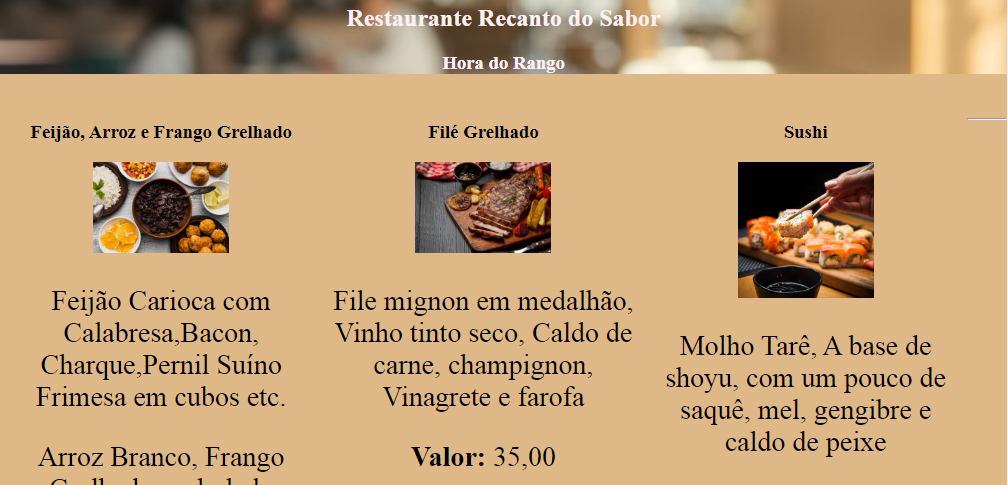 Restaurante Recanto do Sabor
Hora do Rango
Feijão, Arroz e Frango Grelhado
Feijão Carioca com
Calabresa,Bacon,
Charque,Pernil Suíno
Frimesa em cubos etc.
Arroz Branco, Frango
Filé Grelhado
File mignon em medalhão,
Vinho tinto seco, Caldo de
carne, champignon,
Vinagrete e farofa
Valor: 35,00
Sushi
Molho Tarê, A base de
shoyu, com um pouco de
saquê, mel, gengibre e
caldo de peixe